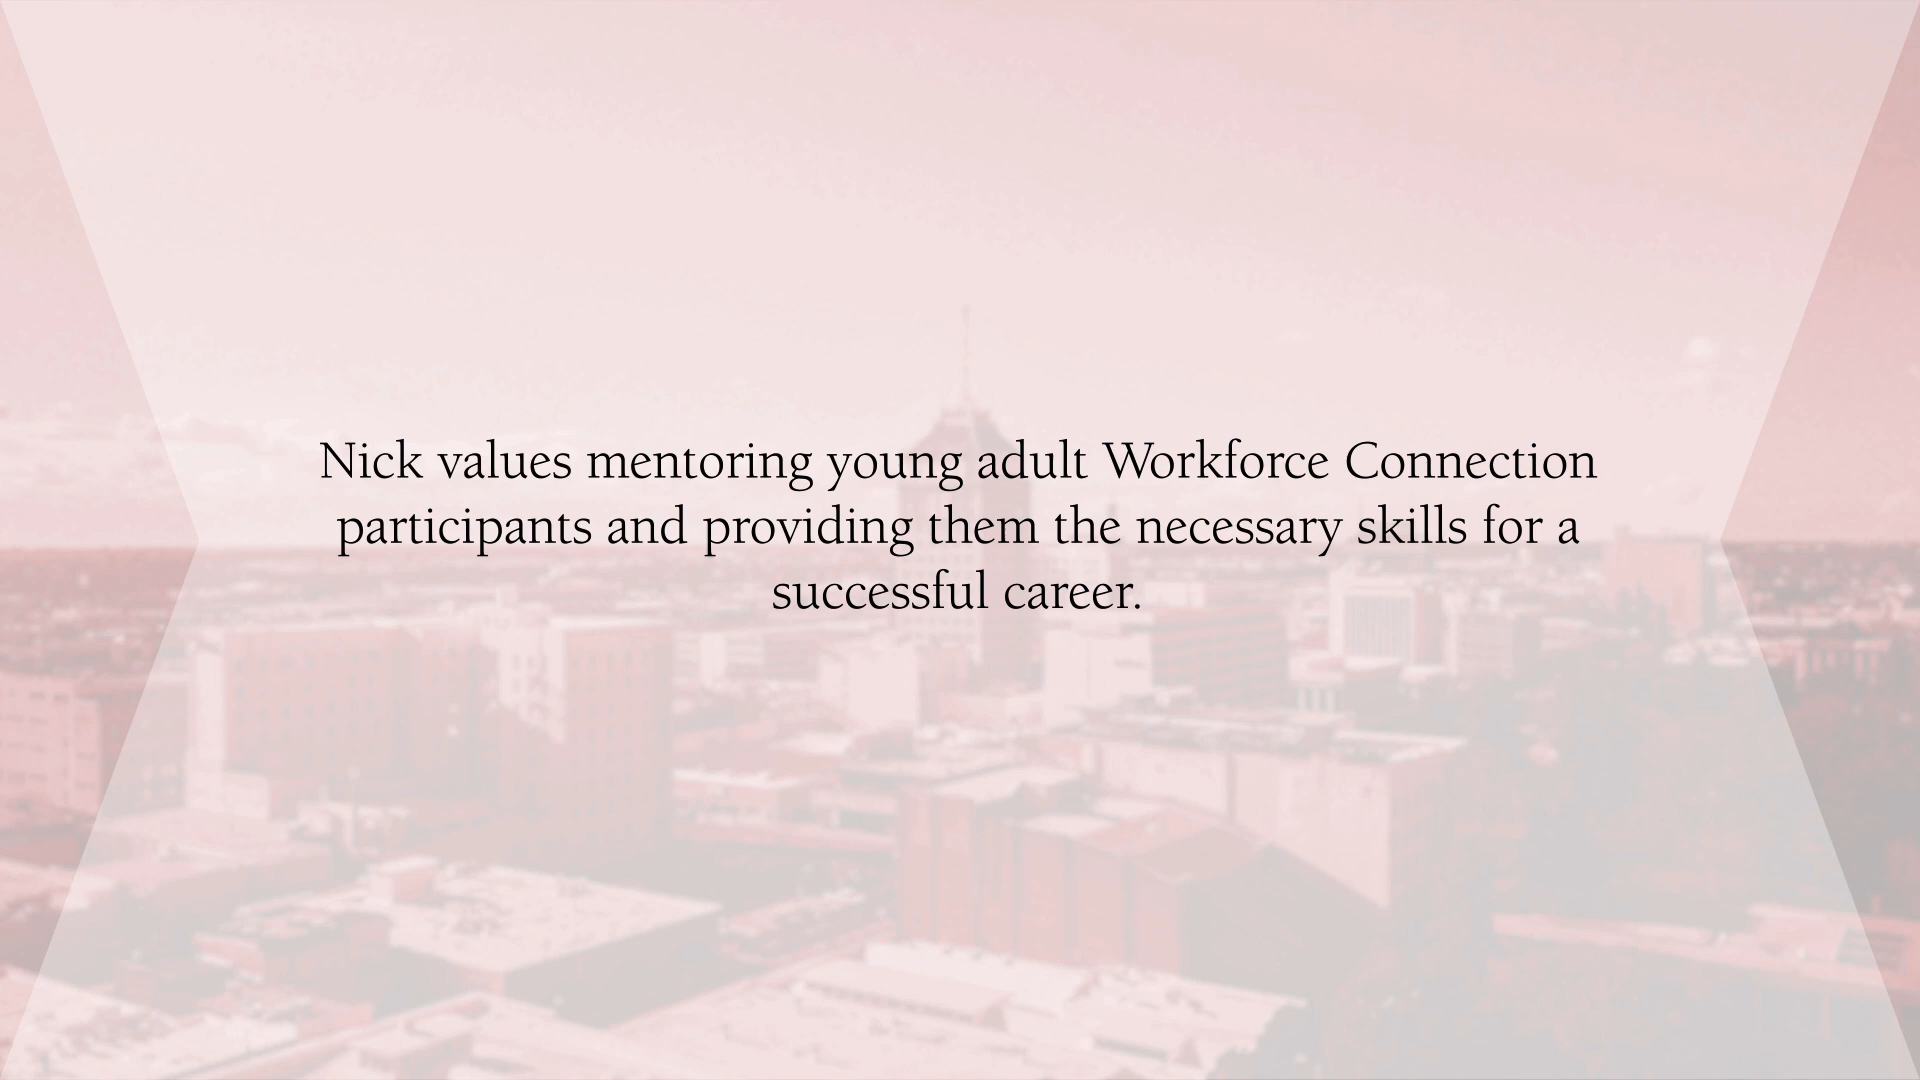 Nick values mentoring young adult Workforce Connection
participants and providing them the necessary skills for a
successful career.